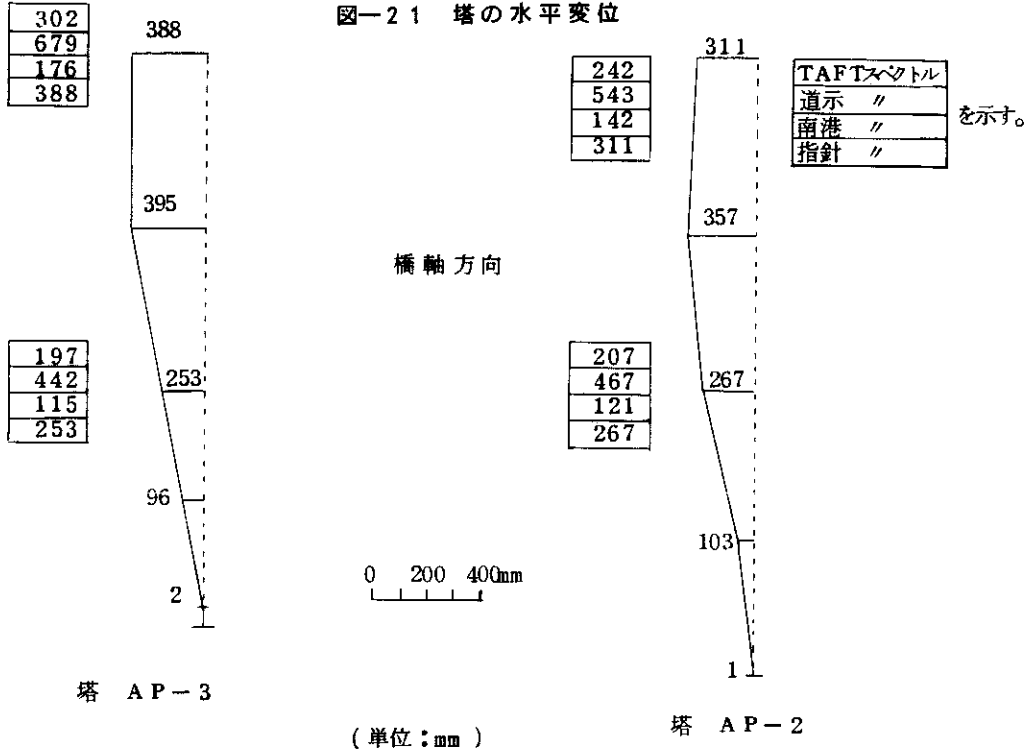 図―21 塔の水平変位
302
679
176
388
388
395
197
442
115
253
253
96
2
塔 AP-3
橋軸方向
0 200 400mm
(単位:mm)
242
543
142
311
311
357
207
467
121
267
267
103
1
塔 AP-2
TAFTスペクトル
道示 〃
南港 〃
指針 〃
を示す。